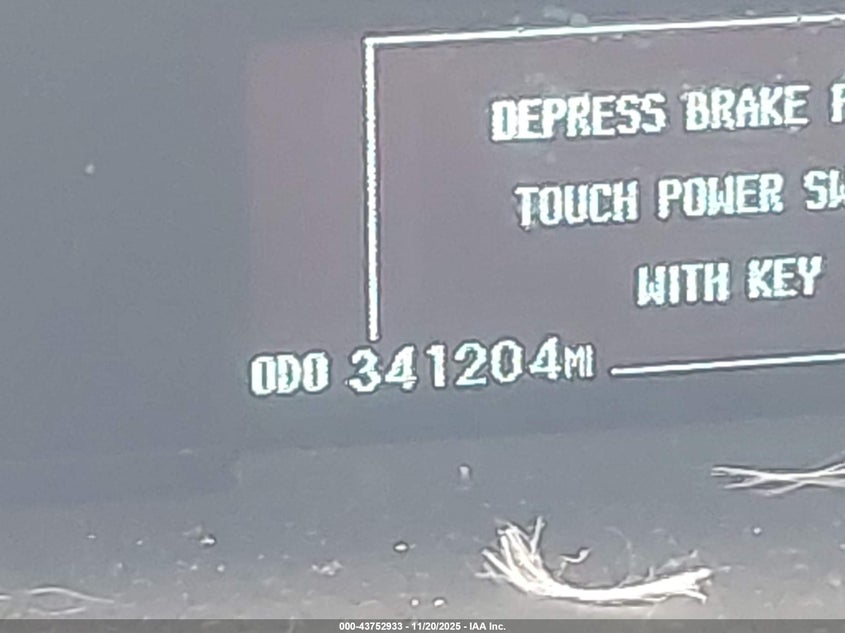 DEPRESS BRAKE
TOUCH POWER
WITH KEY
ODO 341204MI
000-43752933 - 11/20/2025 - IAA Inc.